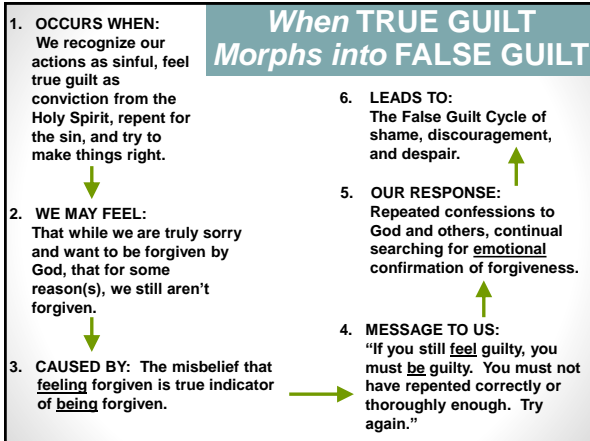 When TRUE GUILT
Morphs into FALSE GUILT
1. OCCURS WHEN:
We recognize our
actions as sinful, feel
true guilt as
conviction from the
Holy Spirit, repent for
the sin, and try to
make things right.
2. WE MAY FEEL:
That while we are truly sorry
and want to be forgiven by
God, that for some
reason(s), we still aren't
forgiven.
3. CAUSED BY: The misbelief that
feeling forgiven is true indicator
of being forgiven.
4. MESSAGE TO US:
“If you still feel guilty, you
must be guilty. You must not
have repented correctly or
thoroughly enough. Try
again.”
5. OUR RESPONSE:
Repeated confessions to
God and others, continual
searching for emotional
confirmation of forgiveness.
6. LEADS TO:
The False Guilt Cycle of
shame, discouragement,
and despair.